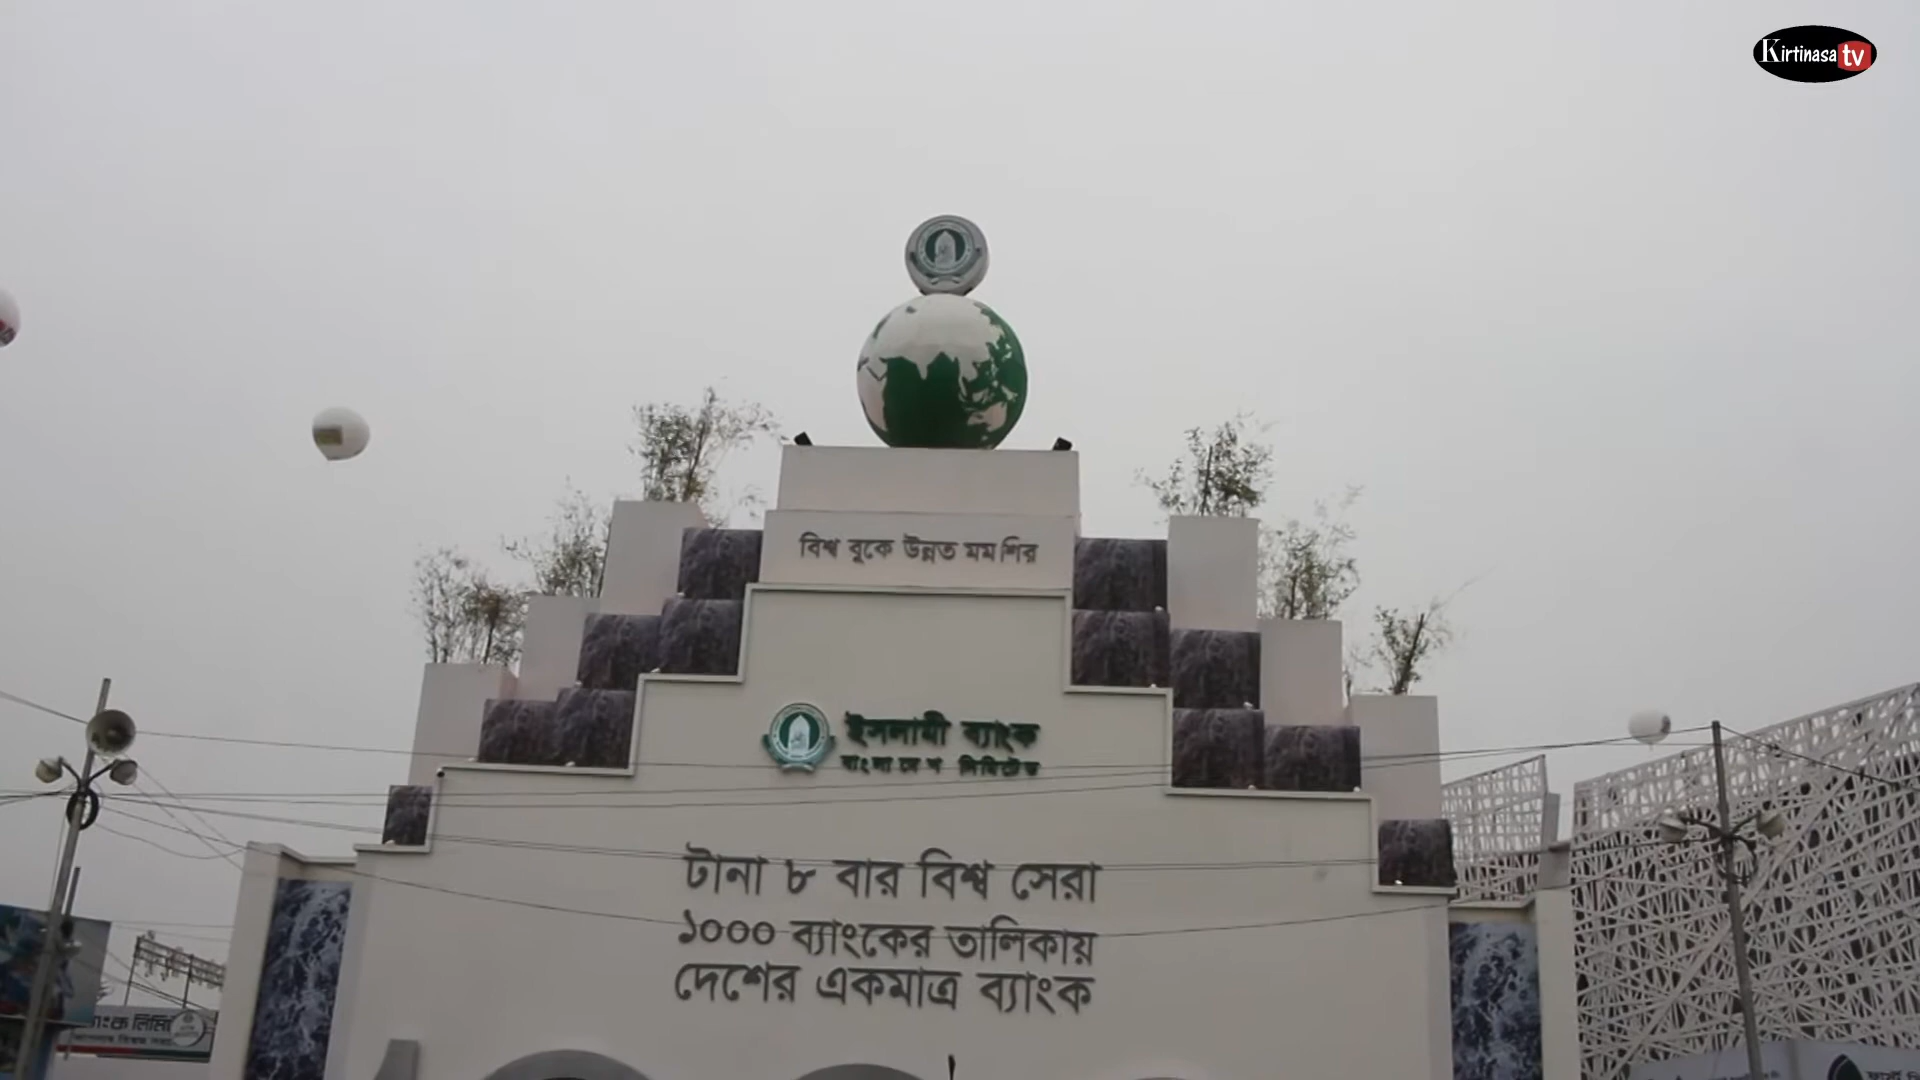 Kirtinasa tv
বিশ্ব বুকে উন্নত মম শির
ইসলামী ব্যাংক
বাংলাদেশ লিমিটেড
টানা ৮ বার বিশ্ব সেরা
১০০০ ব্যাংকের তালিকায়
দেশের একমাত্র ব্যাংক